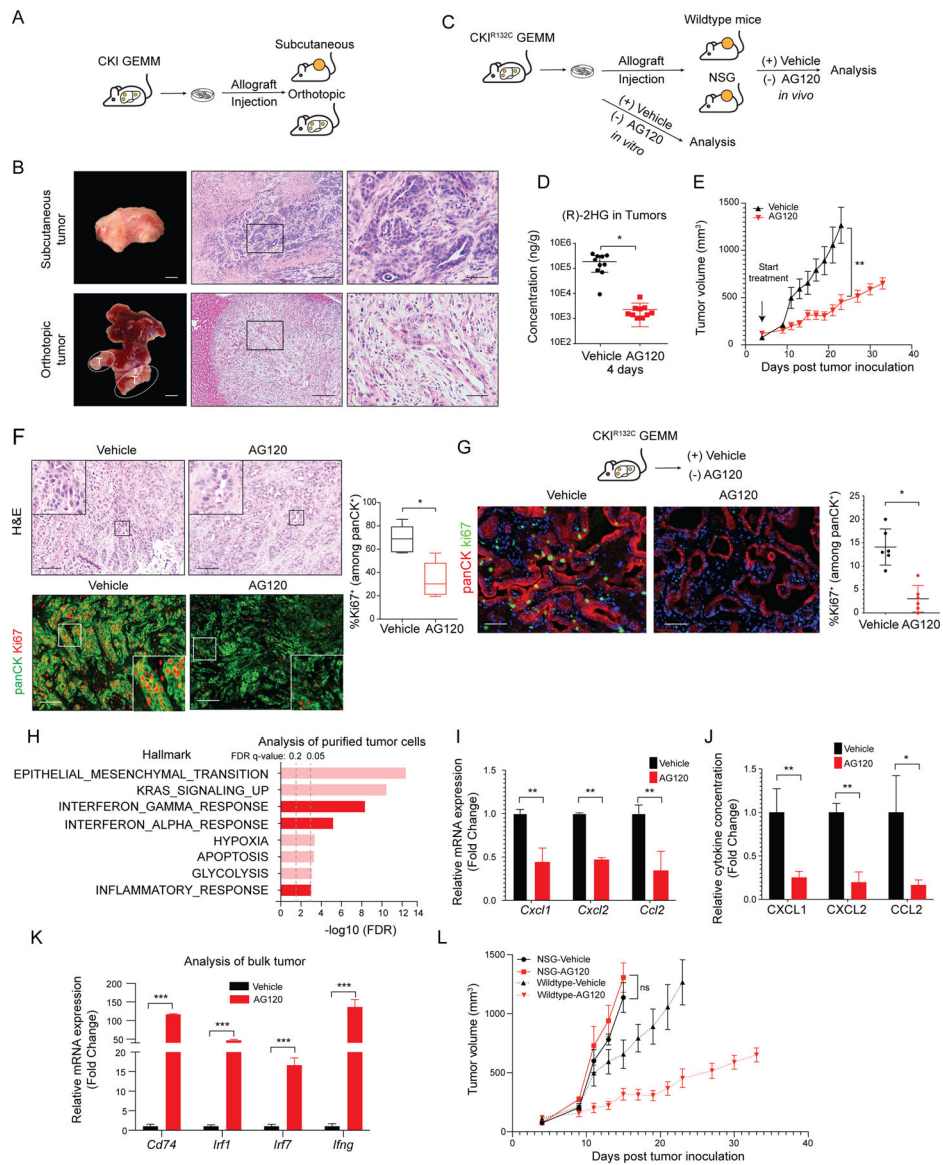 A
CKI GEMM
Allograft
Injection
Subcutaneous
Orthotopic
C
CKIR132C GEMM
Allograft
Injection
Wildtype mice
NSG
(+) Vehicle
(-) AG120
in vivo
Analysis
(+) Vehicle
(-) AG120
in vitro
Analysis
B
Subcutaneous
tumor
Orthotopic
tumor
T
T
D
(R)-2HG in Tumors
Concentration (ng/g)
10E6
10E5
10E4
10E3
10E2
*
Vehicle AG120
4 days
E
Vehicle
AG120
Tumor volume (mm3)
1500
1000
500
0
Start
treatment
**
0 10 20 30 40
Days post tumor inoculation
F
Vehicle
AG120
H&E
Vehicle
AG120
panCK Ki67
%Ki67+ (among panCK+)
100
80
60
40
20
0
*
Vehicle AG120
G
CKIR132C GEMM
(+) Vehicle
(-) AG120
Vehicle
AG120
panCK ki67
%Ki67+ (among panCK+)
25
20
15
10
5
0
*
Vehicle AG120
H
Analysis of purified tumor cells
Hallmark
FDR q-value: 0.2 0.05
EPITHELIAL_MESENCHYMAL_TRANSITION
KRAS_SIGNALING_UP
INTERFERON_GAMMA_RESPONSE
INTERFERON_ALPHA_RESPONSE
HYPOXIA
APOPTOSIS
GLYCOLYSIS
INFLAMMATORY_RESPONSE
0 2 4 6 8 10 12 14
-log10 (FDR)
I
Vehicle
AG120
Relative mRNA expression
(Fold Change)
1.5
1.0
0.5
0.0
** ** **
Cxcl1 Cxcl2 Ccl2
J
Vehicle
AG120
Relative cytokine concentration
(Fold Change)
1.5
1.0
0.5
0.0
** ** *
CXCL1 CXCL2 CCL2
K
Analysis of bulk tumor
Vehicle
AG120
Relative mRNA expression
(Fold Change)
200
150
100
50
20
15
10
5
0
*** *** *** ***
Cd74 Irf1 Irf7 Ifng
L
NSG-Vehicle
NSG-AG120
Wildtype-Vehicle
Wildtype-AG120
Tumor volume (mm3)
1500
1000
500
0
ns
0 10 20 30 40
Days post tumor inoculation